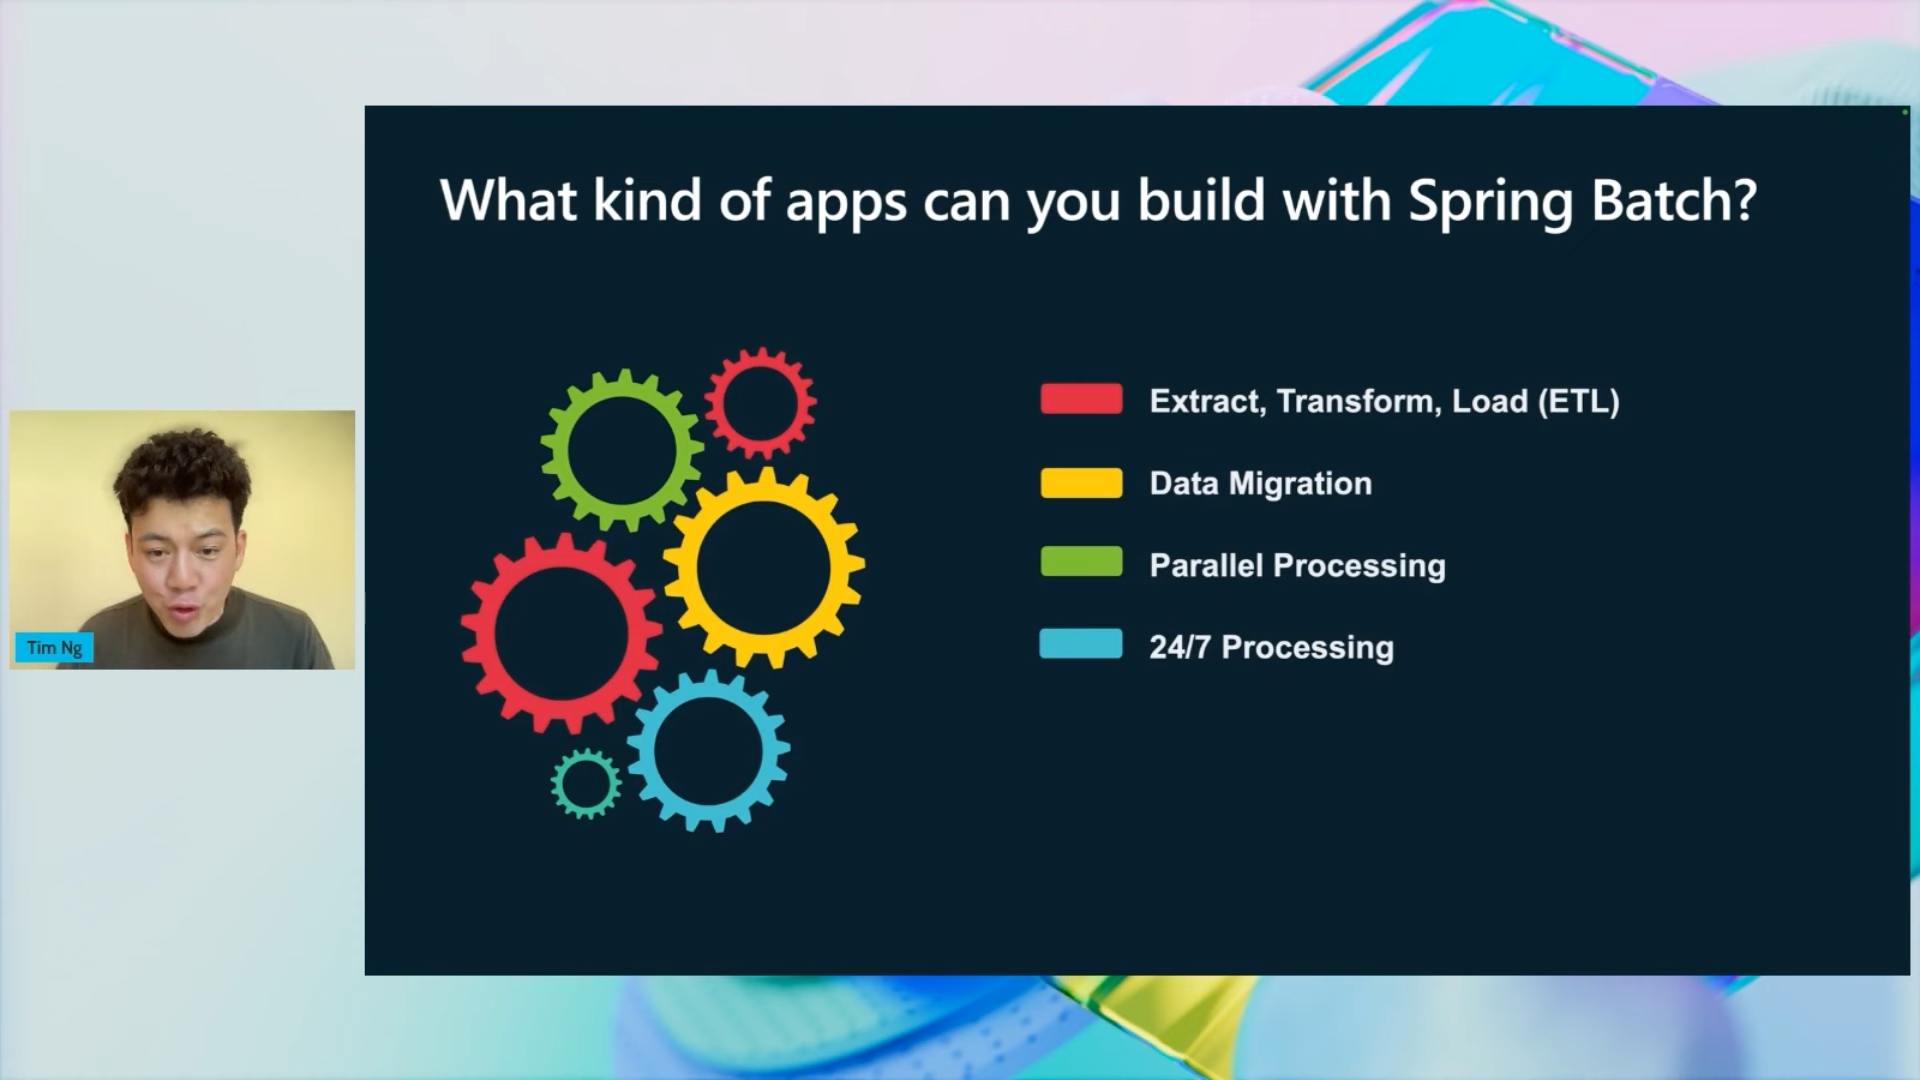 What kind of apps can you build with Spring Batch?
Extract, Transform, Load (ETL)
Data Migration
Parallel Processing
24/7 Processing
Tim Ng